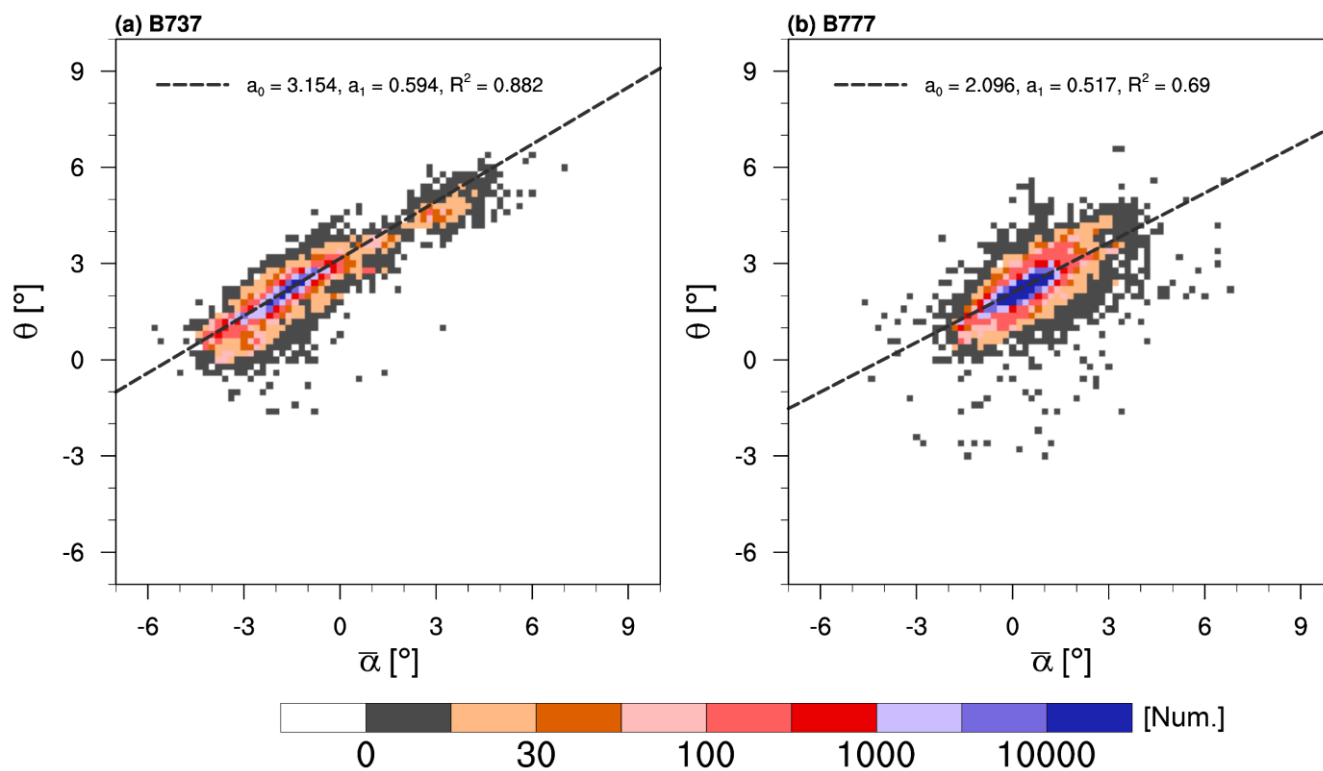 (a) B737
(b) B777
a₀ = 3.154, a₁ = 0.594, R² = 0.882
a₀ = 2.096, a₁ = 0.517, R² = 0.69
9
6
3
0
-3
-6
θ [°]
-6 -3 0 3 6 9
α̅ [°]
9
6
3
0
-3
-6
θ [°]
-6 -3 0 3 6 9
α̅ [°]
[Num.]
0 30 100 1000 10000